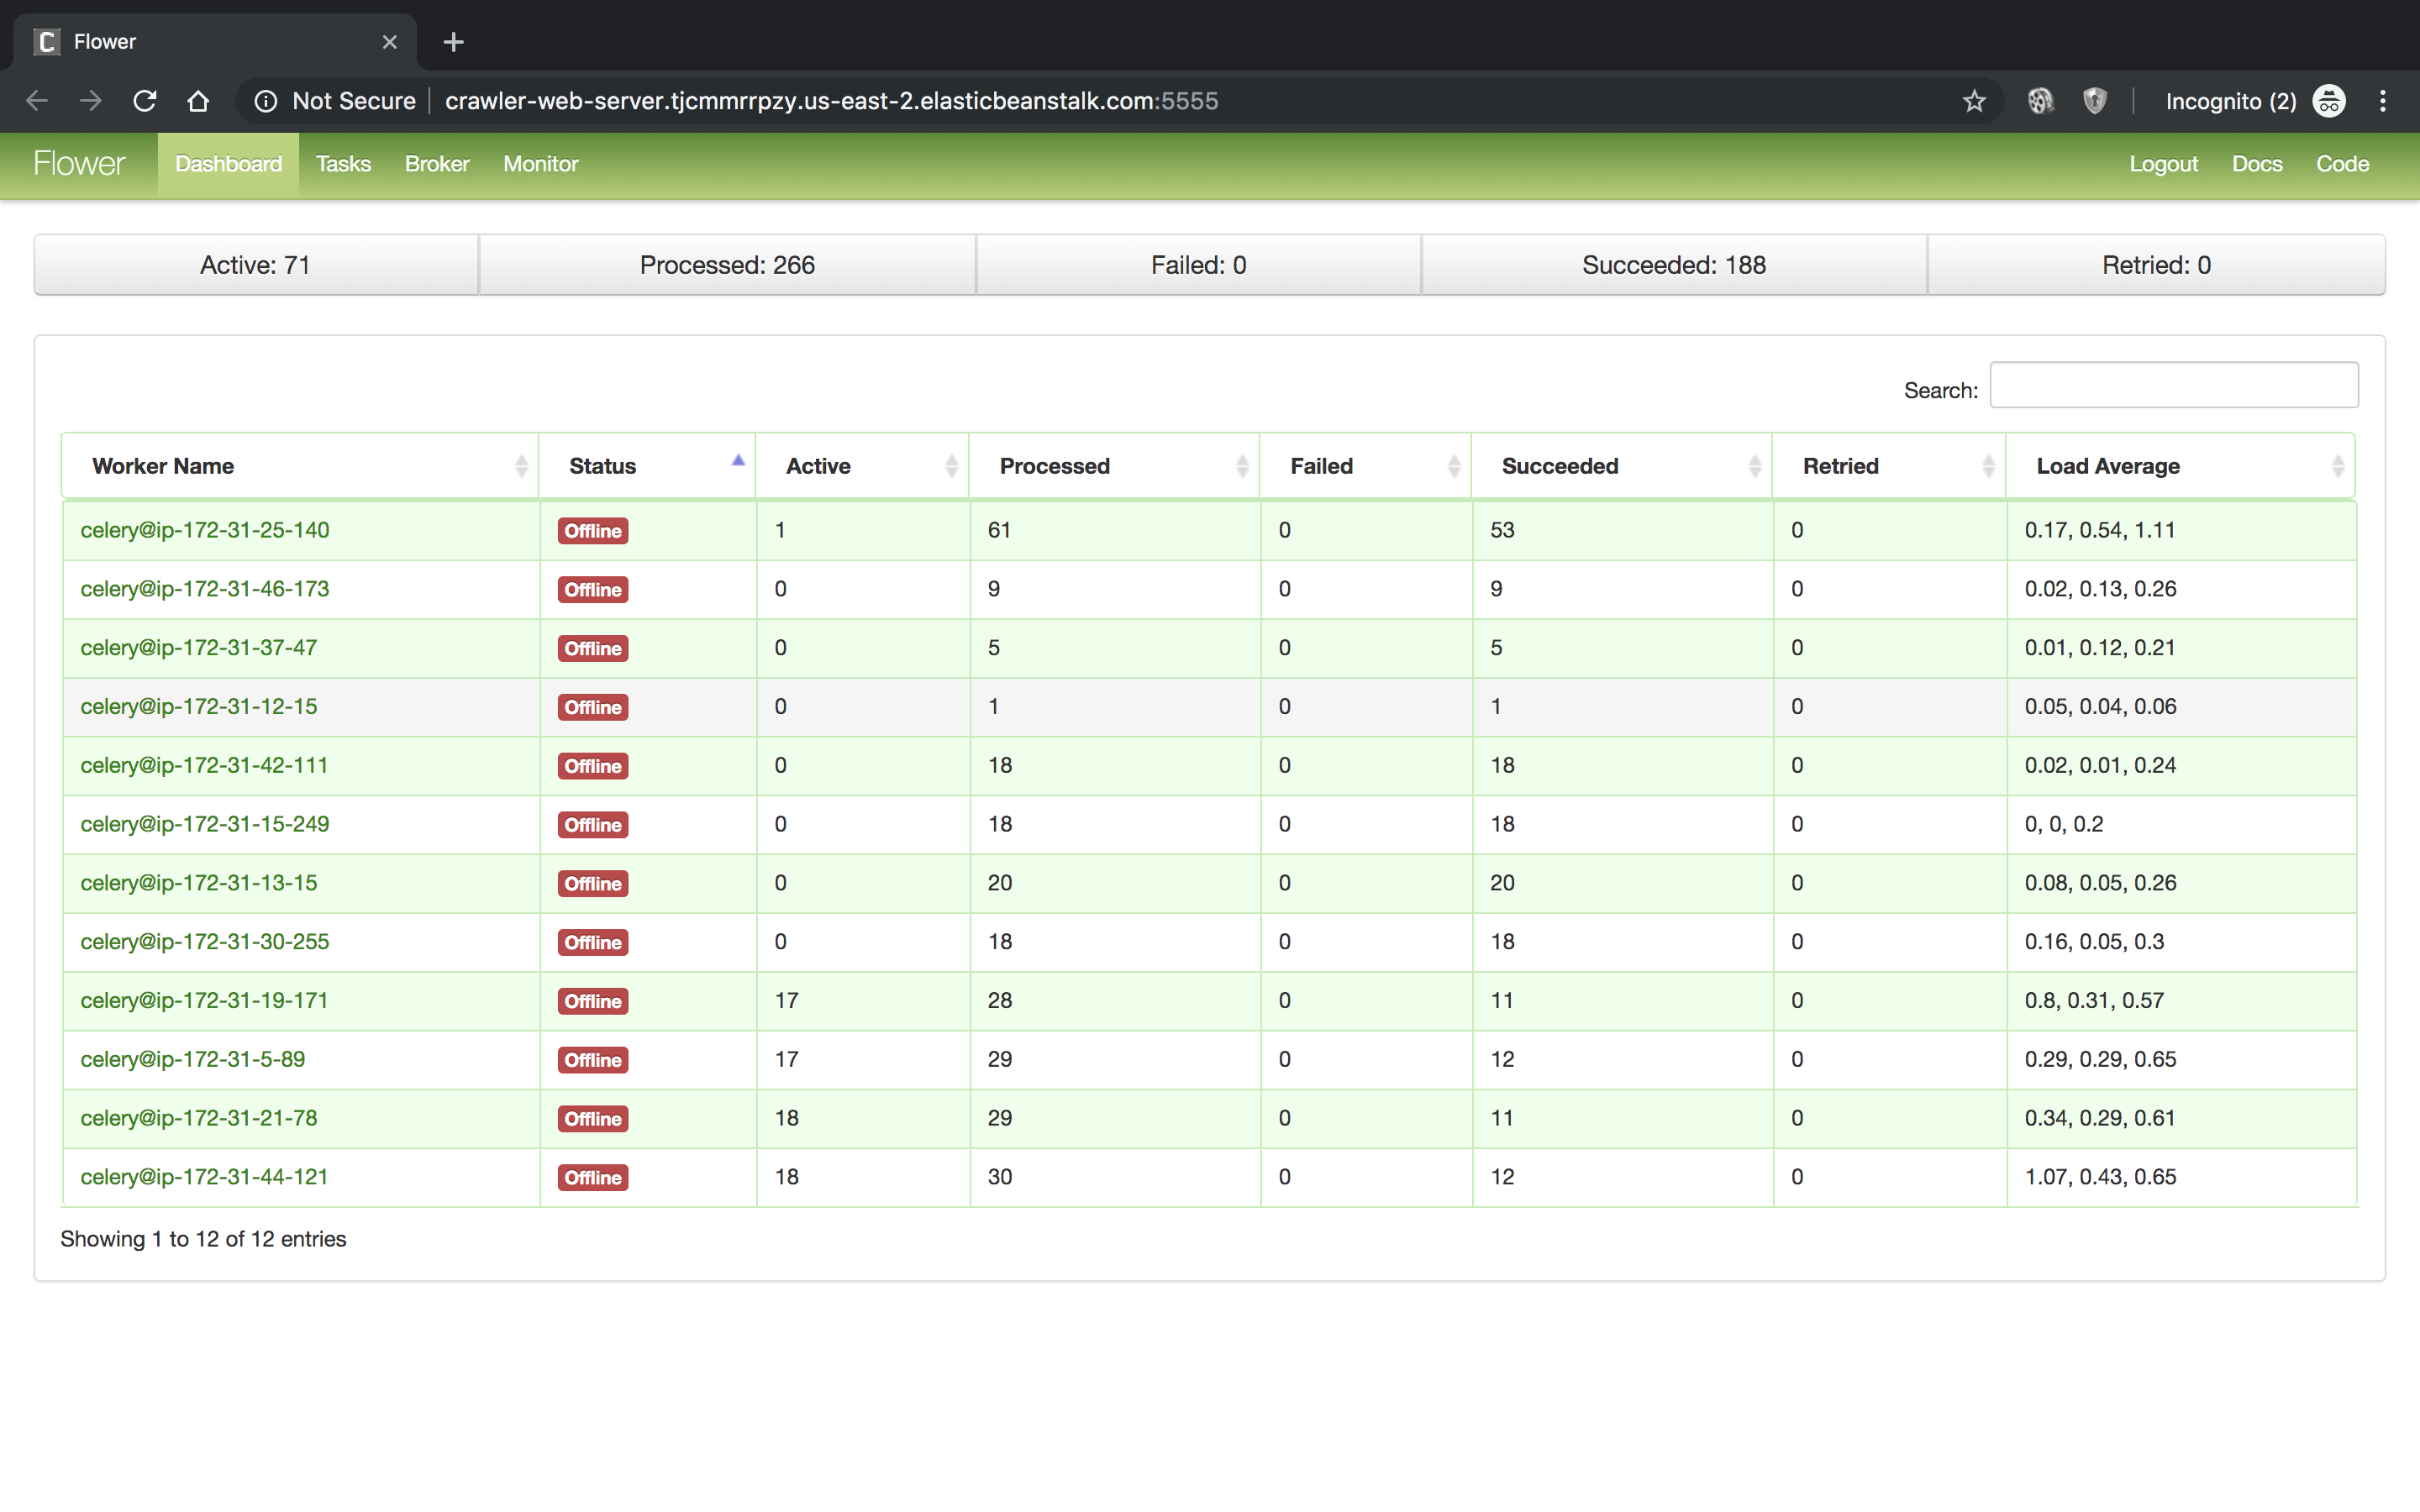 C Flower
Not Secure crawler-web-server.tjcmmrrpzy.us-east-2.elasticbeanstalk.com:5555 Incognito (2)
Flower Dashboard Tasks Broker Monitor Logout Docs Code
Active: 71 Processed: 266 Failed: 0 Succeeded: 188 Retried: 0
Search:
Worker Name Status Active Processed Failed Succeeded Retried Load Average
celery@ip-172-31-25-140 Offline 1 61 0 53 0 0.17, 0.54, 1.11
celery@ip-172-31-46-173 Offline 0 9 0 9 0 0.02, 0.13, 0.26
celery@ip-172-31-37-47 Offline 0 5 0 5 0 0.01, 0.12, 0.21
celery@ip-172-31-12-15 Offline 0 1 0 1 0 0.05, 0.04, 0.06
celery@ip-172-31-42-111 Offline 0 18 0 18 0 0.02, 0.01, 0.24
celery@ip-172-31-15-249 Offline 0 18 0 18 0 0, 0, 0.2
celery@ip-172-31-13-15 Offline 0 20 0 20 0 0.08, 0.05, 0.26
celery@ip-172-31-30-255 Offline 0 18 0 18 0 0.16, 0.05, 0.3
celery@ip-172-31-19-171 Offline 17 28 0 11 0 0.8, 0.31, 0.57
celery@ip-172-31-5-89 Offline 17 29 0 12 0 0.29, 0.29, 0.65
celery@ip-172-31-21-78 Offline 18 29 0 11 0 0.34, 0.29, 0.61
celery@ip-172-31-44-121 Offline 18 30 0 12 0 1.07, 0.43, 0.65
Showing 1 to 12 of 12 entries